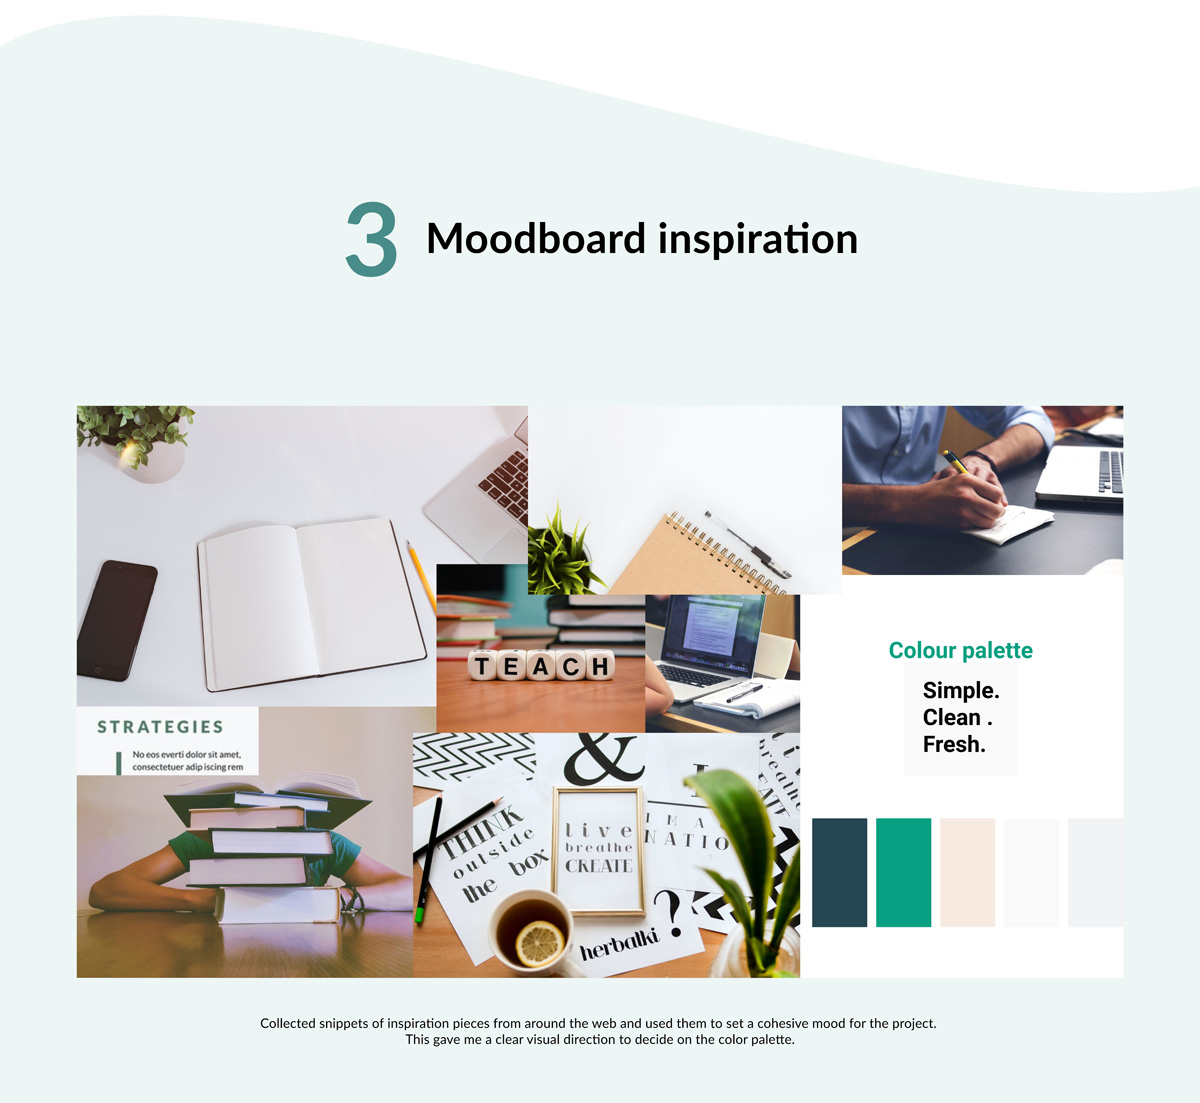 3 Moodboard inspiration
TEACH
Colour palette
Simple.
Clean .
Fresh.
STRATEGIES
No eos everti dolor sit amet,
consectetuer adip iscing rem
&
THINK
outside
the box
live
breathe
CREATE
IMA
NATIO
?
herbatki
Collected snippets of inspiration pieces from around the web and used them to set a cohesive mood for the project.
This gave me a clear visual direction to decide on the color palette.